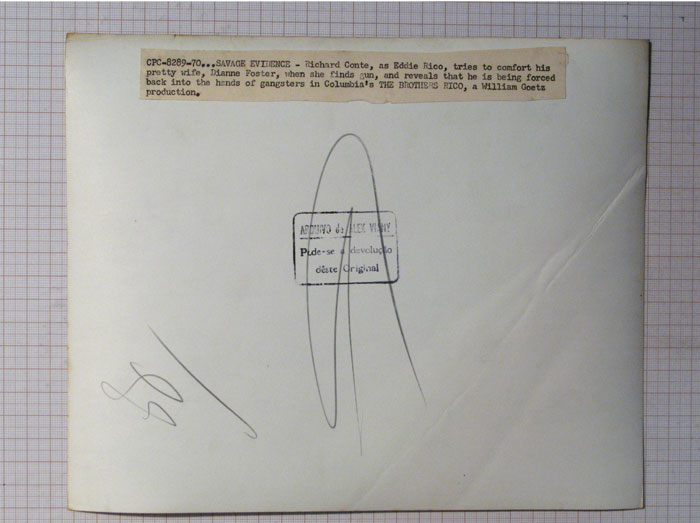 CPC-8289-70...SAVAGE EVIDENCE - Richard Conte, as Eddie Rico, tries to comfort his
pretty wife, Dianne Foster, when she finds gun, and reveals that he is being forced
back into the hands of gangsters in Columbia's THE BROTHERS RICO, a William Goetz
production.
ARQUIVO de ALEX VIANY
Pede-se a devolução
dêste Original